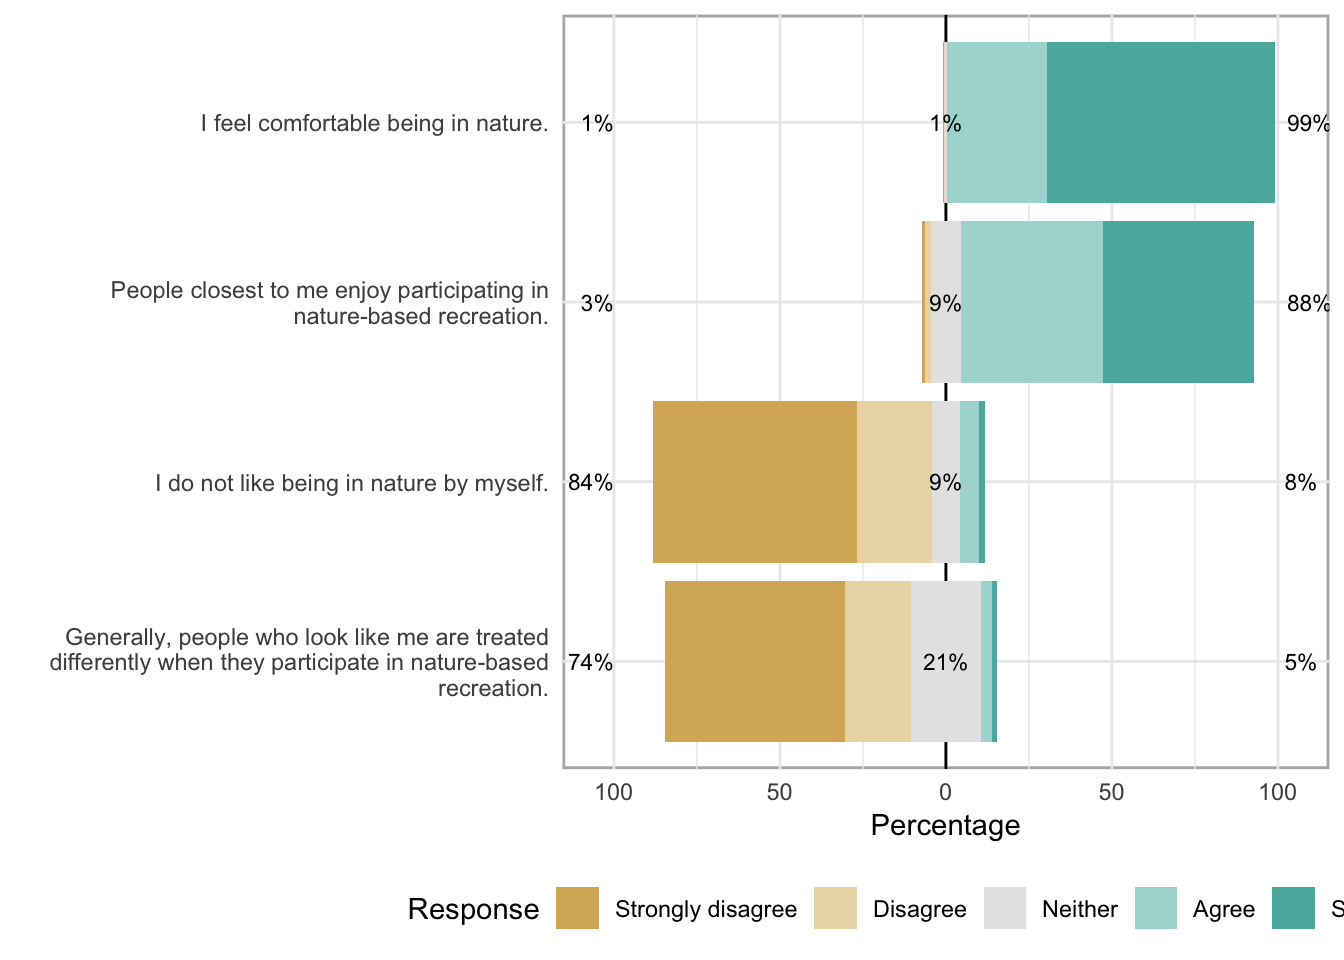 I feel comfortable being in nature.
1%
1%
99%
People closest to me enjoy participating in
nature-based recreation.
3%
9%
88%
I do not like being in nature by myself.
84%
9%
8%
Generally, people who look like me are treated
differently when they participate in nature-based
recreation.
74%
21%
5%
100
50
0
50
100
Percentage
Response
Strongly disagree
Disagree
Neither
Agree
S